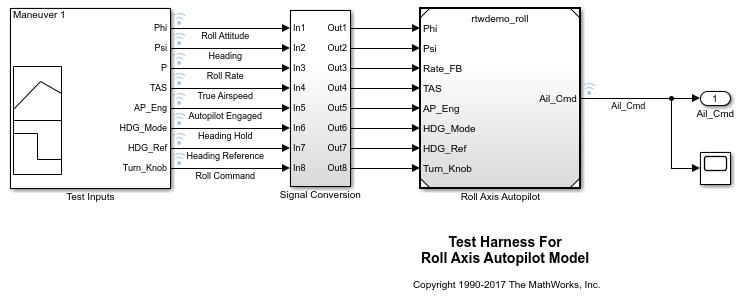 Maneuver 1
Phi
Psi
P
TAS
AP_Eng
HDG_Mode
HDG_Ref
Turn_Knob
Test Inputs
Roll Attitude
Heading
Roll Rate
True Airspeed
Autopilot Engaged
Heading Hold
Heading Reference
Roll Command
In1 Out1
In2 Out2
In3 Out3
In4 Out4
In5 Out5
In6 Out6
In7 Out7
In8 Out8
Signal Conversion
rtwdemo_roll
Phi
Psi
Rate_FB
TAS
AP_Eng
HDG_Mode
HDG_Ref
Turn_Knob
Ail_Cmd
Roll Axis Autopilot
Ail_Cmd
1
Ail_Cmd
Test Harness For
Roll Axis Autopilot Model
Copyright 1990-2017 The MathWorks, Inc.